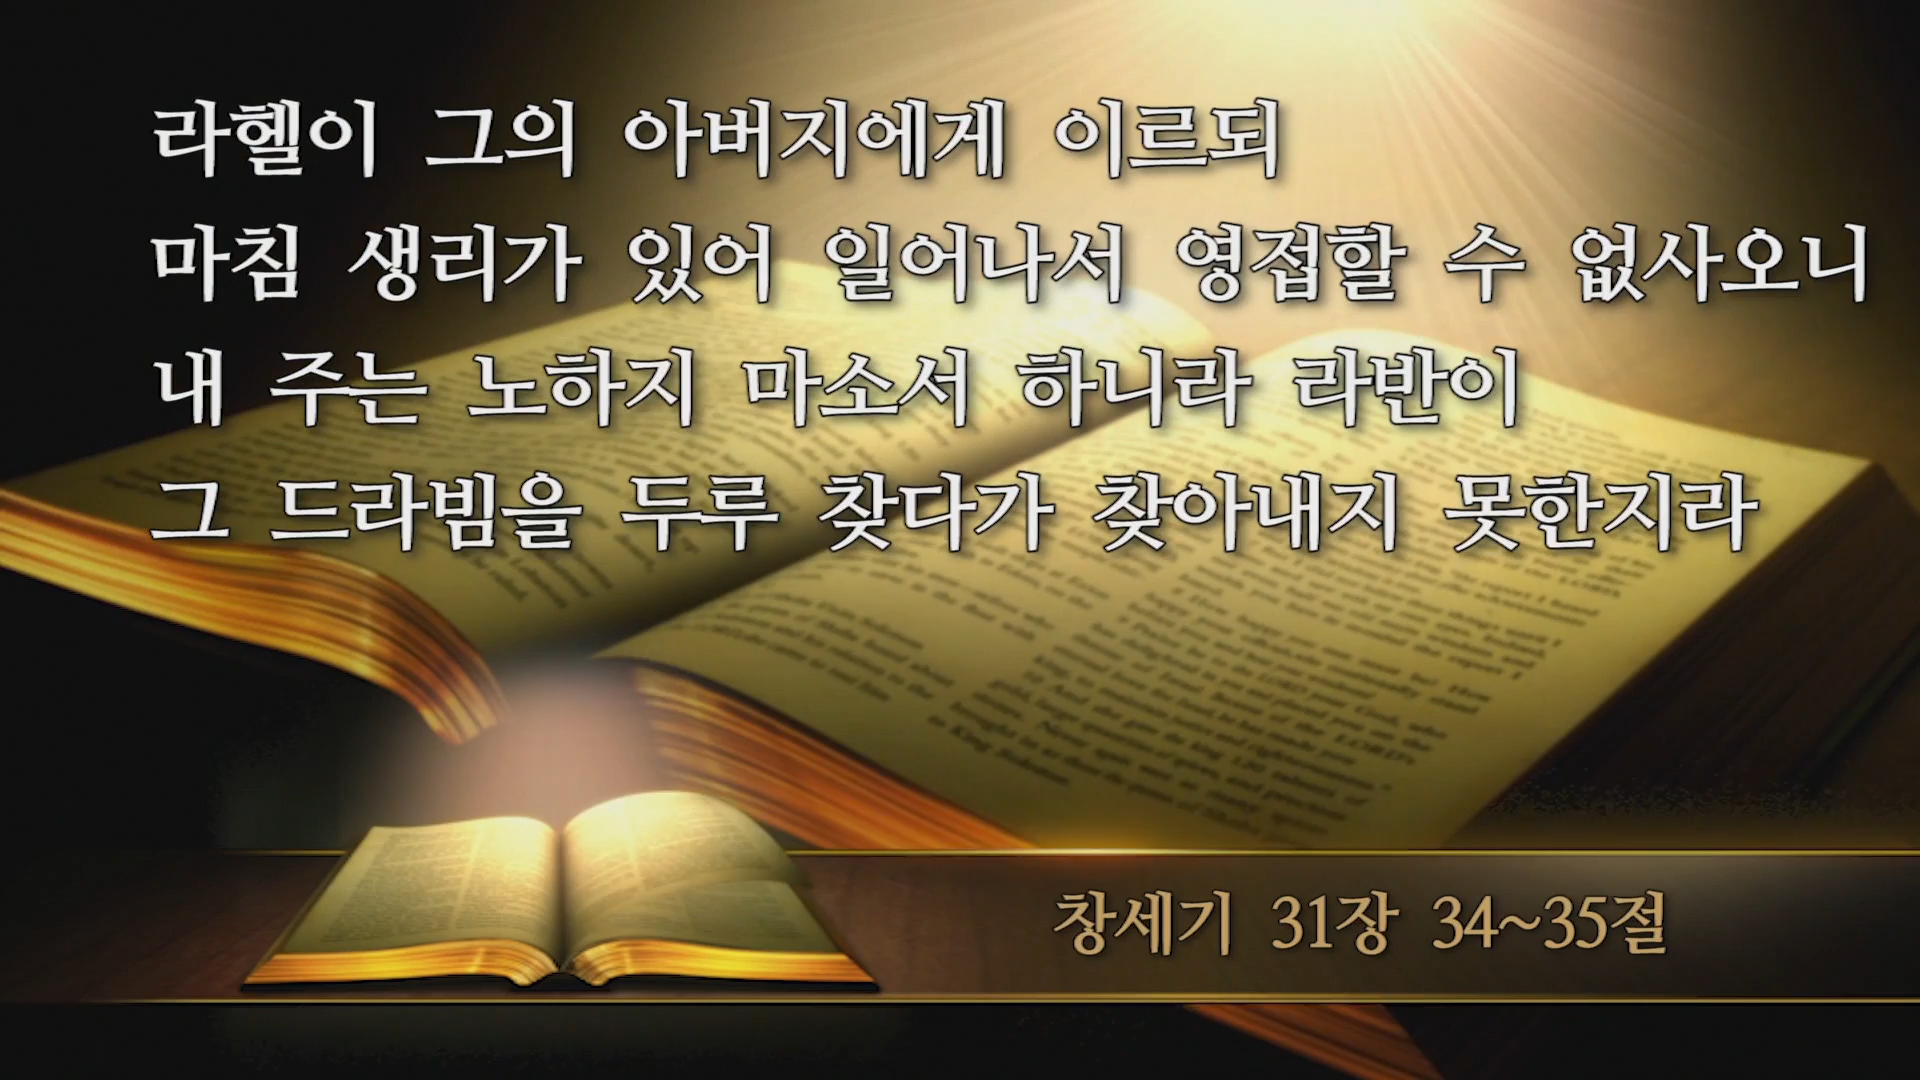 라헬이 그의 아버지에게 이르되
마침 생리가 있어 일어나서 영접할 수 없사오니
내 주는 노하지 마소서 하니라 라반이
그 드라빔을 두루 찾다가 찾아내지 못한지라
창세기 31장 34~35절